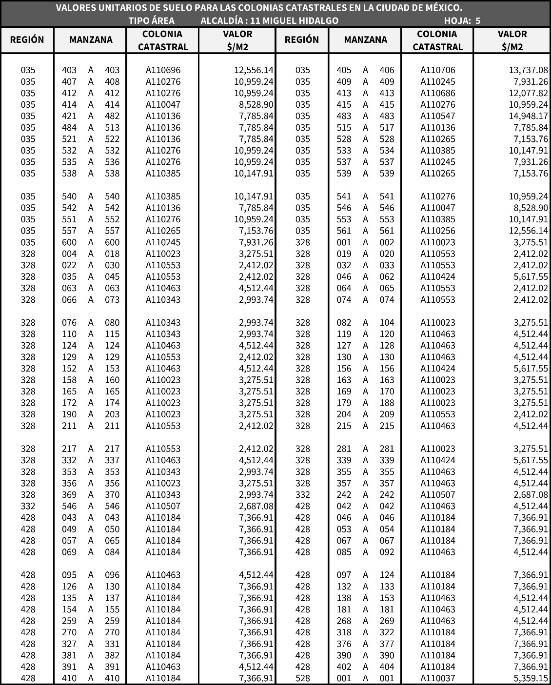 VALORES UNITARIOS DE SUELO PARA LAS COLONIAS CATASTRALES EN LA CIUDAD DE MÉXICO.
TIPO ÁREA ALCALDÍA : 11 MIGUEL HIDALGO HOJA: 5
REGIÓN MANZANA COLONIA CATASTRAL VALOR $/M2 REGIÓN MANZANA COLONIA CATASTRAL VALOR $/M2
035 403 A 403 A110696 12,556.14 035 405 A 406 A110706 13,737.08
035 407 A 408 A110276 10,959.24 035 409 A 409 A110245 7,931.26
035 412 A 412 A110276 10,959.24 035 413 A 413 A110686 12,077.82
035 414 A 414 A110047 8,528.90 035 415 A 415 A110276 10,959.24
035 421 A 482 A110136 7,785.84 035 483 A 483 A110547 14,948.17
035 484 A 513 A110136 7,785.84 035 515 A 517 A110136 7,785.84
035 521 A 522 A110136 7,785.84 035 528 A 528 A110265 7,153.76
035 532 A 532 A110276 10,959.24 035 533 A 534 A110385 10,147.91
035 535 A 536 A110276 10,959.24 035 537 A 537 A110245 7,931.26
035 538 A 538 A110385 10,147.91 035 539 A 539 A110265 7,153.76
035 540 A 540 A110385 10,147.91 035 541 A 541 A110276 10,959.24
035 542 A 542 A110136 7,785.84 035 546 A 546 A110047 8,528.90
035 551 A 552 A110276 10,959.24 035 553 A 553 A110385 10,147.91
035 557 A 557 A110265 7,153.76 035 561 A 561 A110256 12,556.14
035 600 A 600 A110245 7,931.26 328 001 A 002 A110023 3,275.51
328 004 A 018 A110023 3,275.51 328 019 A 020 A110553 2,412.02
328 022 A 030 A110553 2,412.02 328 032 A 033 A110553 2,412.02
328 035 A 045 A110553 2,412.02 328 046 A 062 A110424 5,617.55
328 063 A 063 A110463 4,512.44 328 064 A 065 A110553 2,412.02
328 066 A 073 A110343 2,993.74 328 074 A 074 A110553 2,412.02
328 076 A 080 A110343 2,993.74 328 082 A 104 A110023 3,275.51
328 110 A 115 A110343 2,993.74 328 119 A 120 A110463 4,512.44
328 124 A 124 A110463 4,512.44 328 127 A 128 A110463 4,512.44
328 129 A 129 A110553 2,412.02 328 130 A 130 A110463 4,512.44
328 152 A 153 A110463 4,512.44 328 156 A 156 A110424 5,617.55
328 158 A 160 A110023 3,275.51 328 163 A 163 A110023 3,275.51
328 165 A 165 A110023 3,275.51 328 169 A 170 A110023 3,275.51
328 172 A 174 A110023 3,275.51 328 179 A 188 A110023 3,275.51
328 190 A 203 A110023 3,275.51 328 204 A 209 A110553 2,412.02
328 211 A 211 A110553 2,412.02 328 215 A 215 A110463 4,512.44
328 217 A 217 A110553 2,412.02 328 281 A 281 A110023 3,275.51
328 332 A 337 A110463 4,512.44 328 339 A 339 A110424 5,617.55
328 353 A 353 A110343 2,993.74 328 355 A 355 A110463 4,512.44
328 356 A 356 A110023 3,275.51 328 357 A 357 A110463 4,512.44
328 369 A 370 A110343 2,993.74 332 242 A 242 A110507 2,687.08
332 546 A 546 A110507 2,687.08 428 042 A 042 A110463 4,512.44
428 043 A 043 A110184 7,366.91 428 046 A 046 A110184 7,366.91
428 049 A 050 A110184 7,366.91 428 053 A 054 A110184 7,366.91
428 057 A 065 A110184 7,366.91 428 067 A 067 A110184 7,366.91
428 069 A 084 A110184 7,366.91 428 085 A 092 A110463 4,512.44
428 095 A 096 A110463 4,512.44 428 097 A 124 A110184 7,366.91
428 126 A 130 A110184 7,366.91 428 132 A 133 A110184 7,366.91
428 135 A 137 A110184 7,366.91 428 138 A 153 A110463 4,512.44
428 154 A 155 A110184 7,366.91 428 181 A 181 A110463 4,512.44
428 259 A 259 A110184 7,366.91 428 268 A 269 A110463 4,512.44
428 270 A 270 A110184 7,366.91 428 318 A 322 A110184 7,366.91
428 327 A 331 A110184 7,366.91 428 376 A 377 A110184 7,366.91
428 381 A 382 A110184 7,366.91 428 390 A 390 A110184 7,366.91
428 391 A 391 A110463 4,512.44 428 402 A 404 A110184 7,366.91
428 410 A 410 A110184 7,366.91 528 001 A 001 A110037 5,359.15